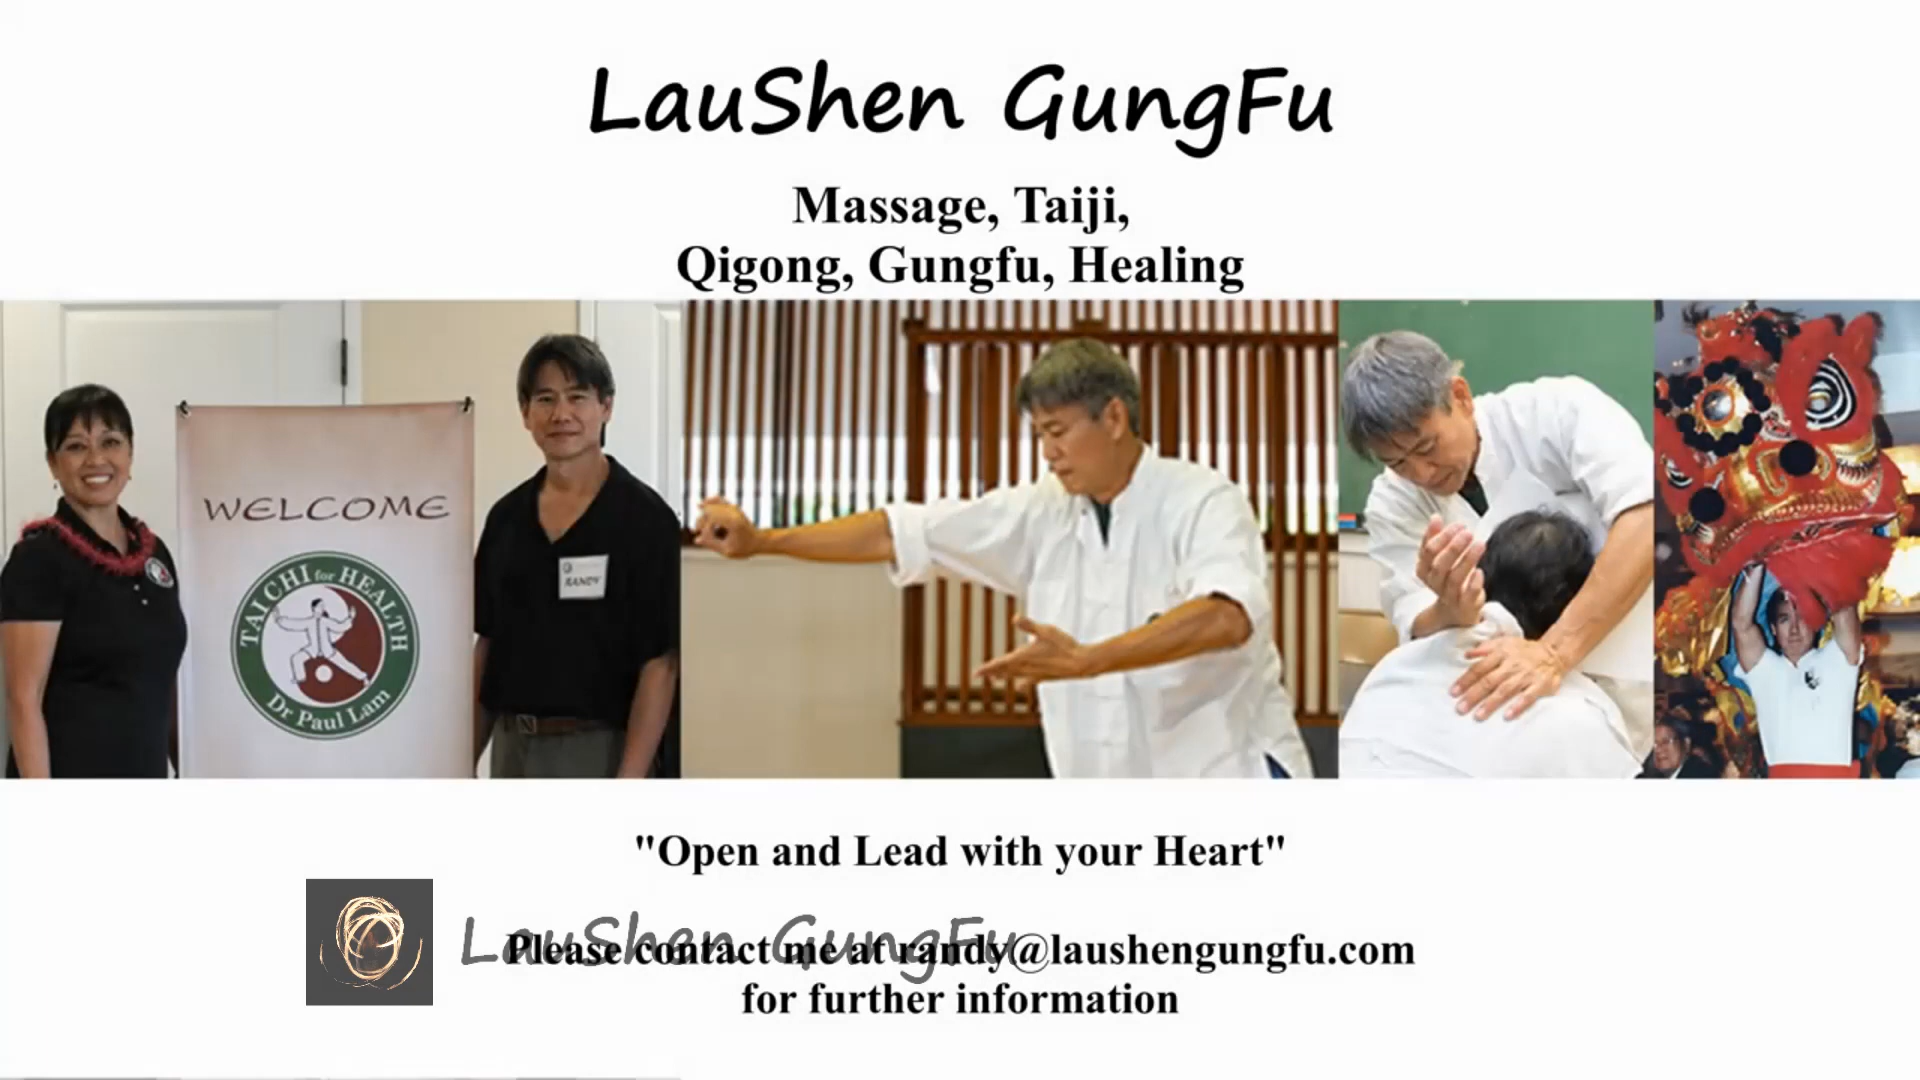 LauShen GungFu
Massage, Taiji,
Qigong, Gungfu, Healing
WELCOME
TAI CHI for HEALTH
Dr Paul Lam
RANDY
"Open and Lead with your Heart"
LauShen GungFu
Please contact me at randy@laushengungfu.com
for further information